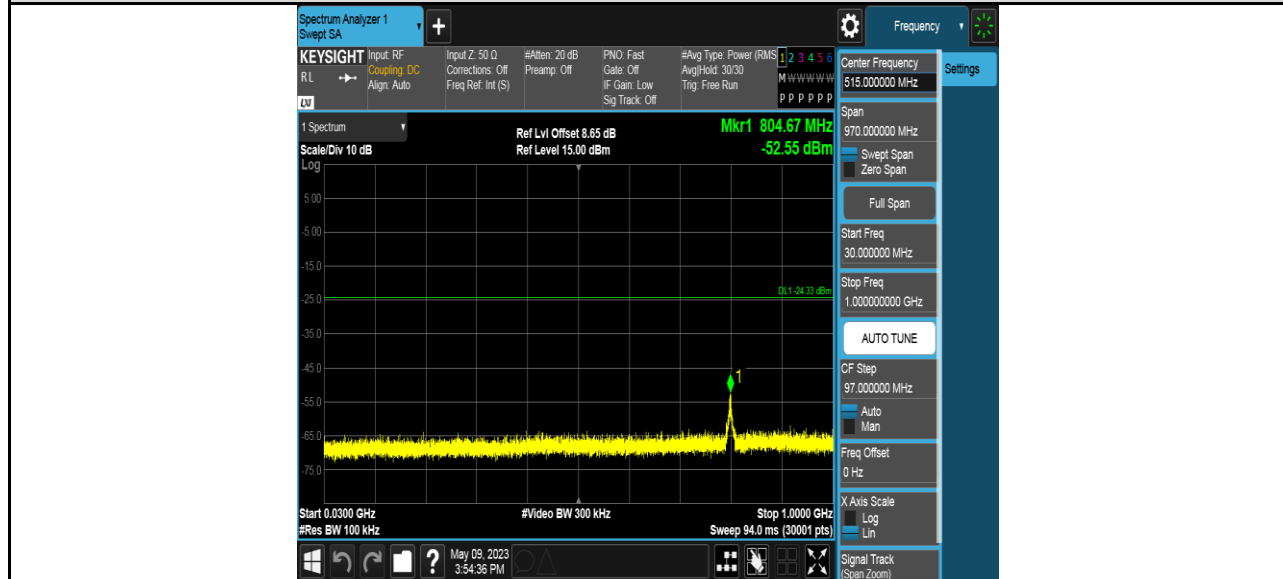 Spectrum Analyzer 1
Swept SA
+
Frequency
KEYSIGHT
RL
LXI
Input: RF
Coupling: DC
Align: Auto
Input Z: 50 Ω
Corrections: Off
Freq Ref: Int (S)
#Atten: 20 dB
Preamp: Off
PNO: Fast
Gate: Off
IF Gain: Low
Sig Track: Off
#Avg Type: Power (RMS
Avg|Hold: 30/30
Trig: Free Run
1 2 3 4 5 6
M W W W W W
P P P P P P
1 Spectrum
Scale/Div 10 dB
Ref Lvl Offset 8.65 dB
Ref Level 15.00 dBm
Mkr1 804.67 MHz
-52.55 dBm
Log
5.00
-5.00
-15.0
-25.0
-35.0
-45.0
-55.0
-65.0
-75.0
DL1 -24.33 dBm
1
Start 0.0300 GHz
#Res BW 100 kHz
#Video BW 300 kHz
Stop 1.0000 GHz
Sweep 94.0 ms (30001 pts)
?
May 09, 2023
3:54:36 PM
Center Frequency
515.000000 MHz
Settings
Span
970.000000 MHz
Swept Span
Zero Span
Full Span
Start Freq
30.000000 MHz
Stop Freq
1.000000000 GHz
AUTO TUNE
CF Step
97.000000 MHz
Auto
Man
Freq Offset
0 Hz
X Axis Scale
Log
Lin
Signal Track
(Span Zoom)